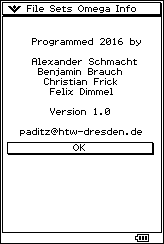 File Sets Omega Info
Programmed 2016 by
Alexander Schmacht
Benjamin Brauch
Christian Frick
Felix Dimmel
Version 1.0
paditz@htw-dresden.de
OK